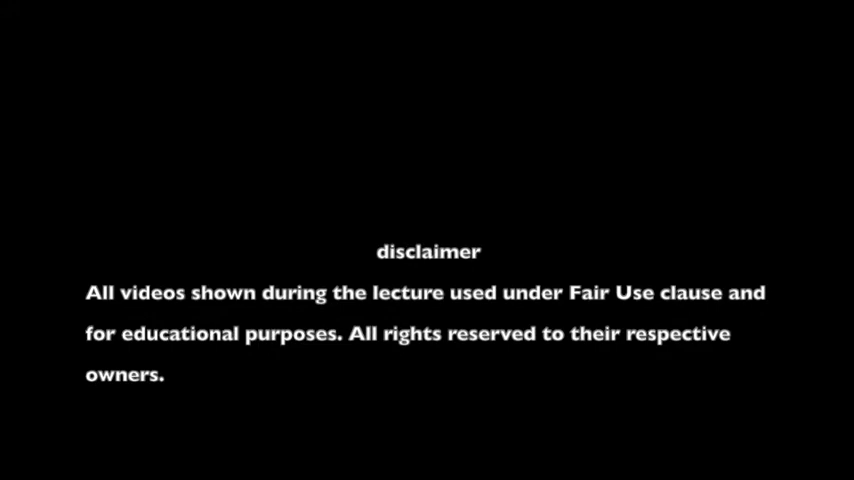 disclaimer
All videos shown during the lecture used under Fair Use clause and
for educational purposes. All rights reserved to their respective
owners.